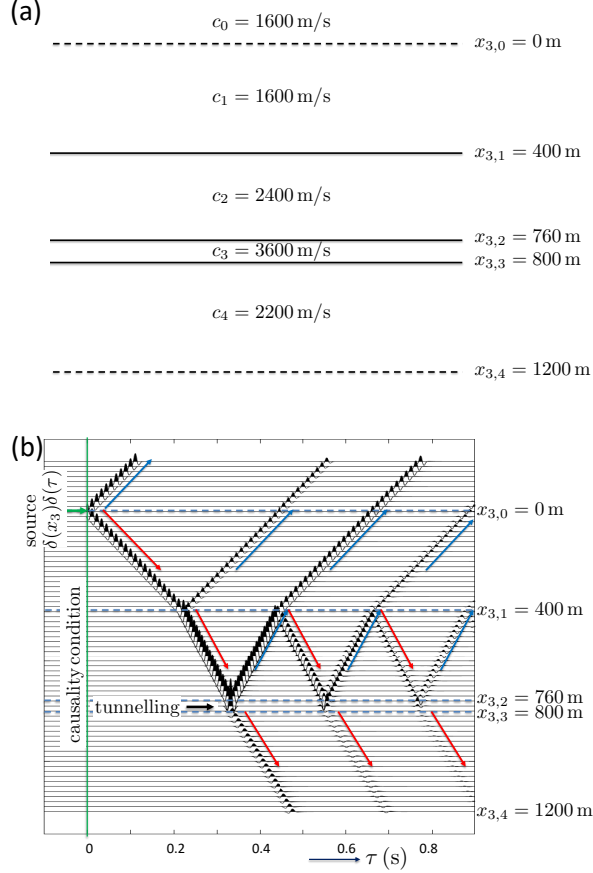 (a)
c₀ = 1600 m/s
x₃,₀ = 0 m
c₁ = 1600 m/s
x₃,₁ = 400 m
c₂ = 2400 m/s
x₃,₂ = 760 m
c₃ = 3600 m/s
x₃,₃ = 800 m
c₄ = 2200 m/s
x₃,₄ = 1200 m
(b)
source
δ(x₃)δ(τ)
x₃,₀ = 0 m
causality condition
x₃,₁ = 400 m
x₃,₂ = 760 m
tunnelling
x₃,₃ = 800 m
x₃,₄ = 1200 m
0 0.2 0.4 0.6 0.8
τ (s)